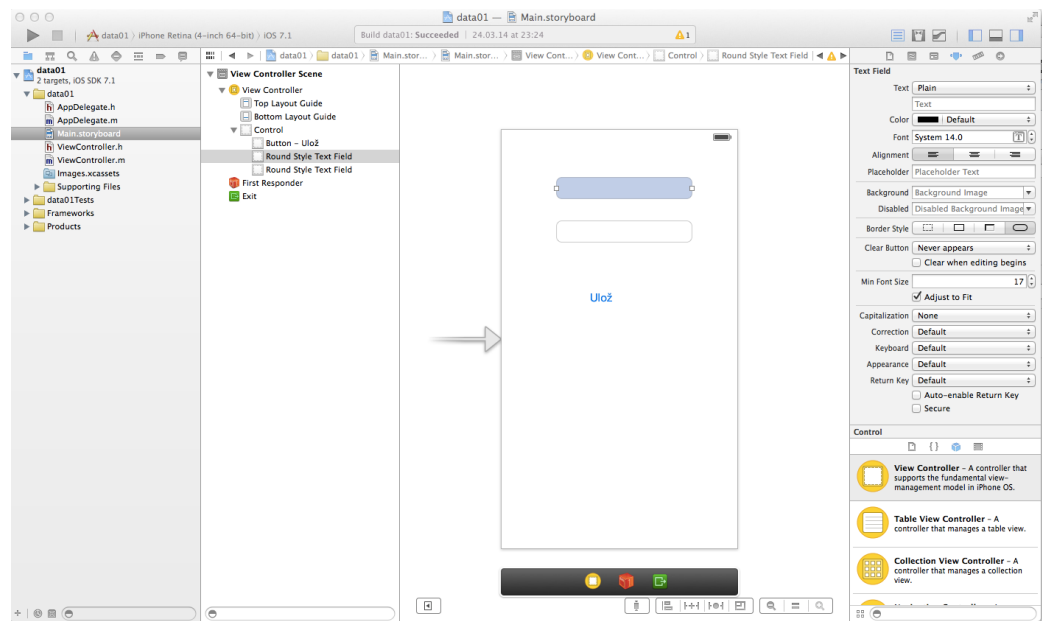 data01 — Main.storyboard
data01 〉 iPhone Retina (4-inch 64-bit) 〉 iOS 7.1
Build data01: Succeeded | 24.03.14 at 23:24
1
data01 〉 data01 〉 Main.stor... 〉 Main.stor... 〉 View Cont... 〉 View Cont... 〉 Control 〉 Round Style Text Field
data01
2 targets, iOS SDK 7.1
data01
AppDelegate.h
AppDelegate.m
Main.storyboard
ViewController.h
ViewController.m
Images.xcassets
Supporting Files
data01Tests
Frameworks
Products
View Controller Scene
View Controller
Top Layout Guide
Bottom Layout Guide
Control
Button – Ulož
Round Style Text Field
Round Style Text Field
First Responder
Exit
Ulož
Text Field
Text Plain
Text
Color Default
Font System 14.0
Alignment
Placeholder Placeholder Text
Background Background Image
Disabled Disabled Background Image
Border Style
Clear Button Never appears
Clear when editing begins
Min Font Size 17
Adjust to Fit
Capitalization None
Correction Default
Keyboard Default
Appearance Default
Return Key Default
Auto-enable Return Key
Secure
Control
View Controller – A controller that
supports the fundamental view-
management model in iPhone OS.
Table View Controller – A
controller that manages a table view.
Collection View Controller – A
controller that manages a collection
view.